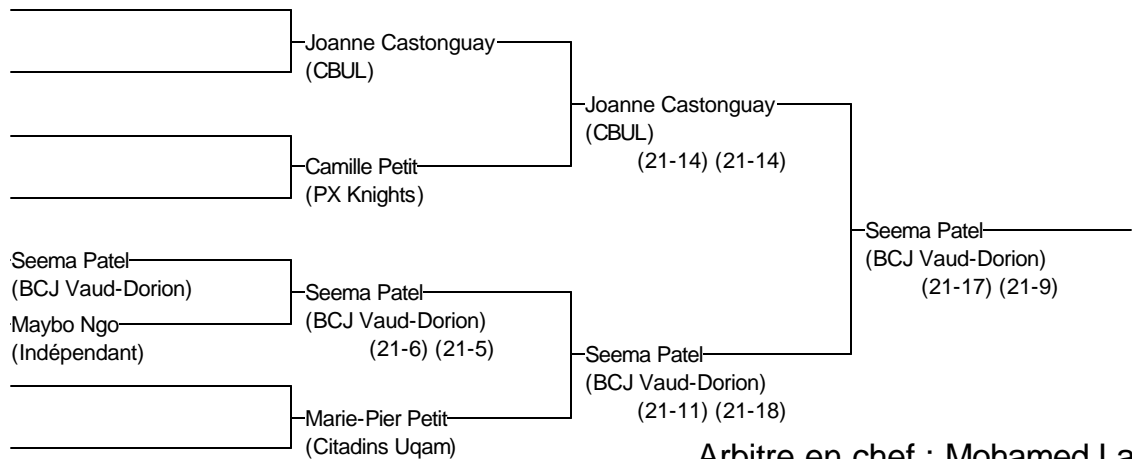 Joanne Castonguay
(CBUL)
Joanne Castonguay
(CBUL)
(21-14) (21-14)
Camille Petit
(PX Knights)
Seema Patel
(BCJ Vaud-Dorion)
(21-17) (21-9)
Seema Patel
(BCJ Vaud-Dorion)
Seema Patel
(BCJ Vaud-Dorion)
(21-6) (21-5)
Maybo Ngo
(Indépendant)
Seema Patel
(BCJ Vaud-Dorion)
(21-11) (21-18)
Marie-Pier Petit
(Citadins Uqam)
Arbitre en chef : Mohamed